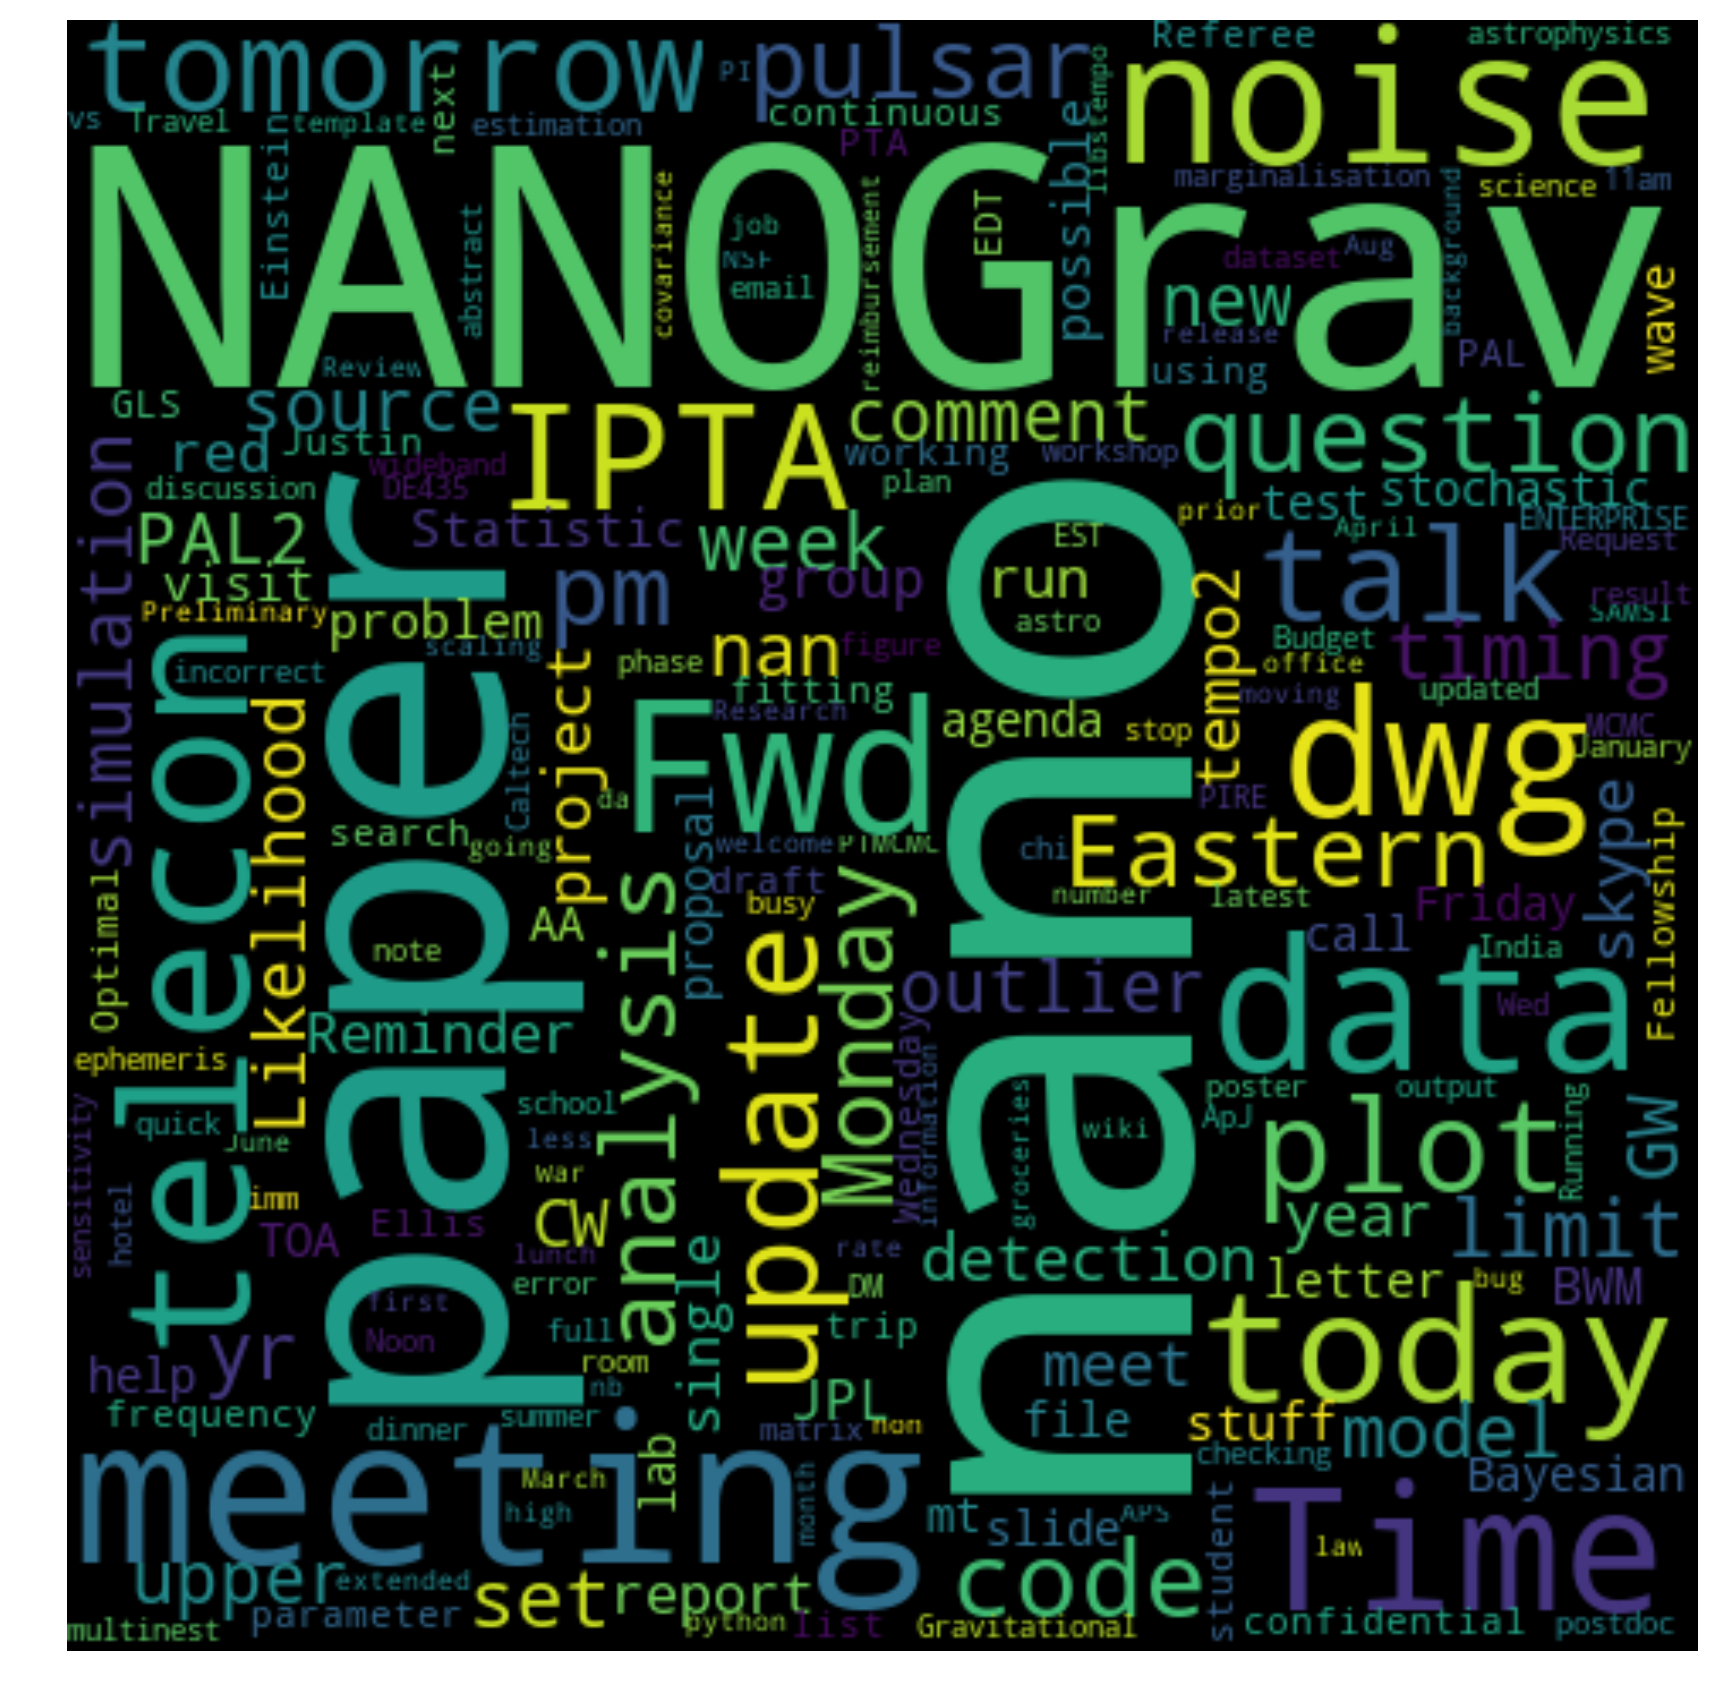 tomorrow
PI
pulsar
Referee
astrophysics
noise
vs
Travel
template
next
estimation
continuous
PTA
libstempo
possible
Einstein
NANOGrav
abstract
covariance
job
NSF
email
reimbursement
EDT
marginalisation
science
11am
dataset
Aug
background
new
release
PAL
wave
using
Review
GLS
source
IPTA
comment
question
red
Justin
wideband
DE435
discussion
working
workshop
plan
simulation
Statistic
week
prior
test
stochastic
April
ENTERPRISE
Request
PAL2
visit
Preliminary
problem
pm
group
EST
run
astro
talk
result
SAMSI
tempo2
Budget
timing
office
moving
updated
incorrect
scaling
nan
figure
phase
fitting
Research
Fwd
agenda
stop
dwg
MCMC
January
telecon
Likelihood
paper
Caltech
project
da
search
going
proposal
welcome
PTMCMC
draft
nano
chi
PIRE
Eastern
skype
Fellowship
number
latest
Friday
Optimal
note
AA
analysis
busy
update
Monday
outlier
call
India
data
Wed
Reminder
ephemeris
Wednesday
information
groceries
wiki
poster
output
ApJ
plot
Running
GW
sensitivity
quick
June
school
less
war
imm
hotel
TOA
Ellis
CW
lunch
error
single
rate
DM
detection
year
limit
letter
bug
BWM
first
Noon
full
room
nb
trip
today
yr
help
frequency
dinner
summer
JPL
matrix
non
meet
file
stuff
checking
model
meeting
March
high
lab
month
mt
slide
APS
code
student
Bayesian
Time
law
upper
extended
parameter
set
report
python
list
multinest
Gravitational
confidential
postdoc